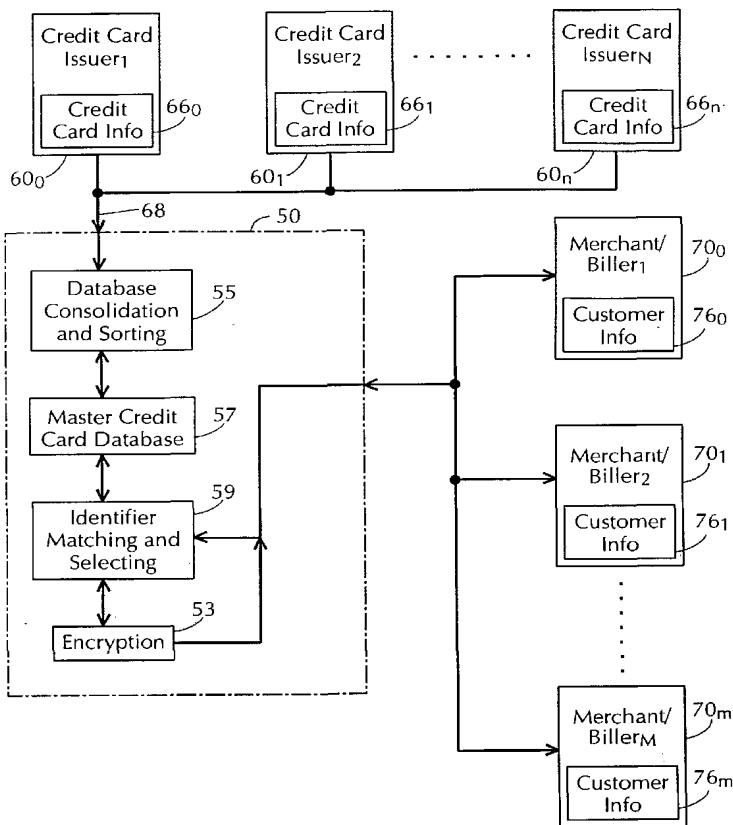 Credit Card
Issuer₁
Credit
Card Info
66₀
60₀
Credit Card
Issuer₂
Credit
Card Info
66₁
60₁
Credit Card
Issuer_N
Credit
Card Info
66ₙ
60ₙ
68
50
Database
Consolidation
and Sorting
55
Master Credit
Card Database
57
Identifier
Matching and
Selecting
59
Encryption
53
Merchant/
Biller₁
70₀
Customer
Info
76₀
Merchant/
Biller₂
70₁
Customer
Info
76₁
Merchant/
Biller_M
70ₘ
Customer
Info
76ₘ